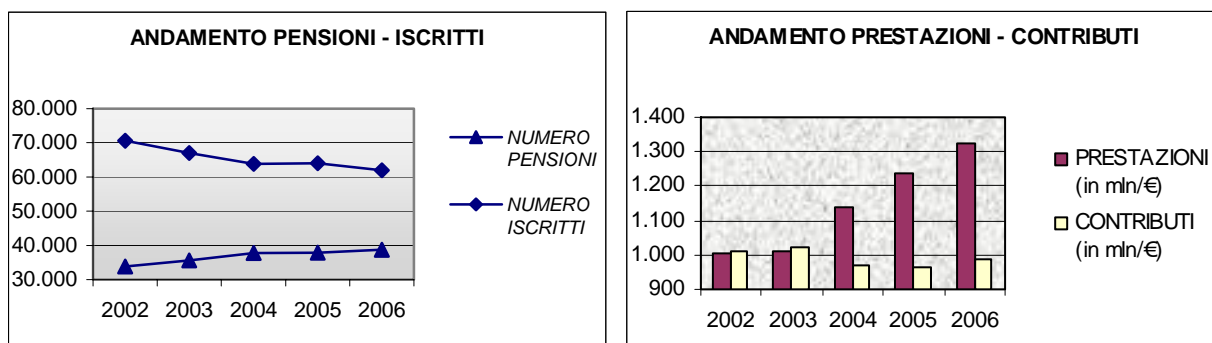 ANDAMENTO PENSIONI - ISCRITTI
80.000
70.000
60.000
50.000
40.000
30.000
2002 2003 2004 2005 2006
NUMERO
PENSIONI
NUMERO
ISCRITTI
ANDAMENTO PRESTAZIONI - CONTRIBUTI
1.400
1.300
1.200
1.100
1.000
900
2002 2003 2004 2005 2006
PRESTAZIONI
(in mln/€)
CONTRIBUTI
(in mln/€)